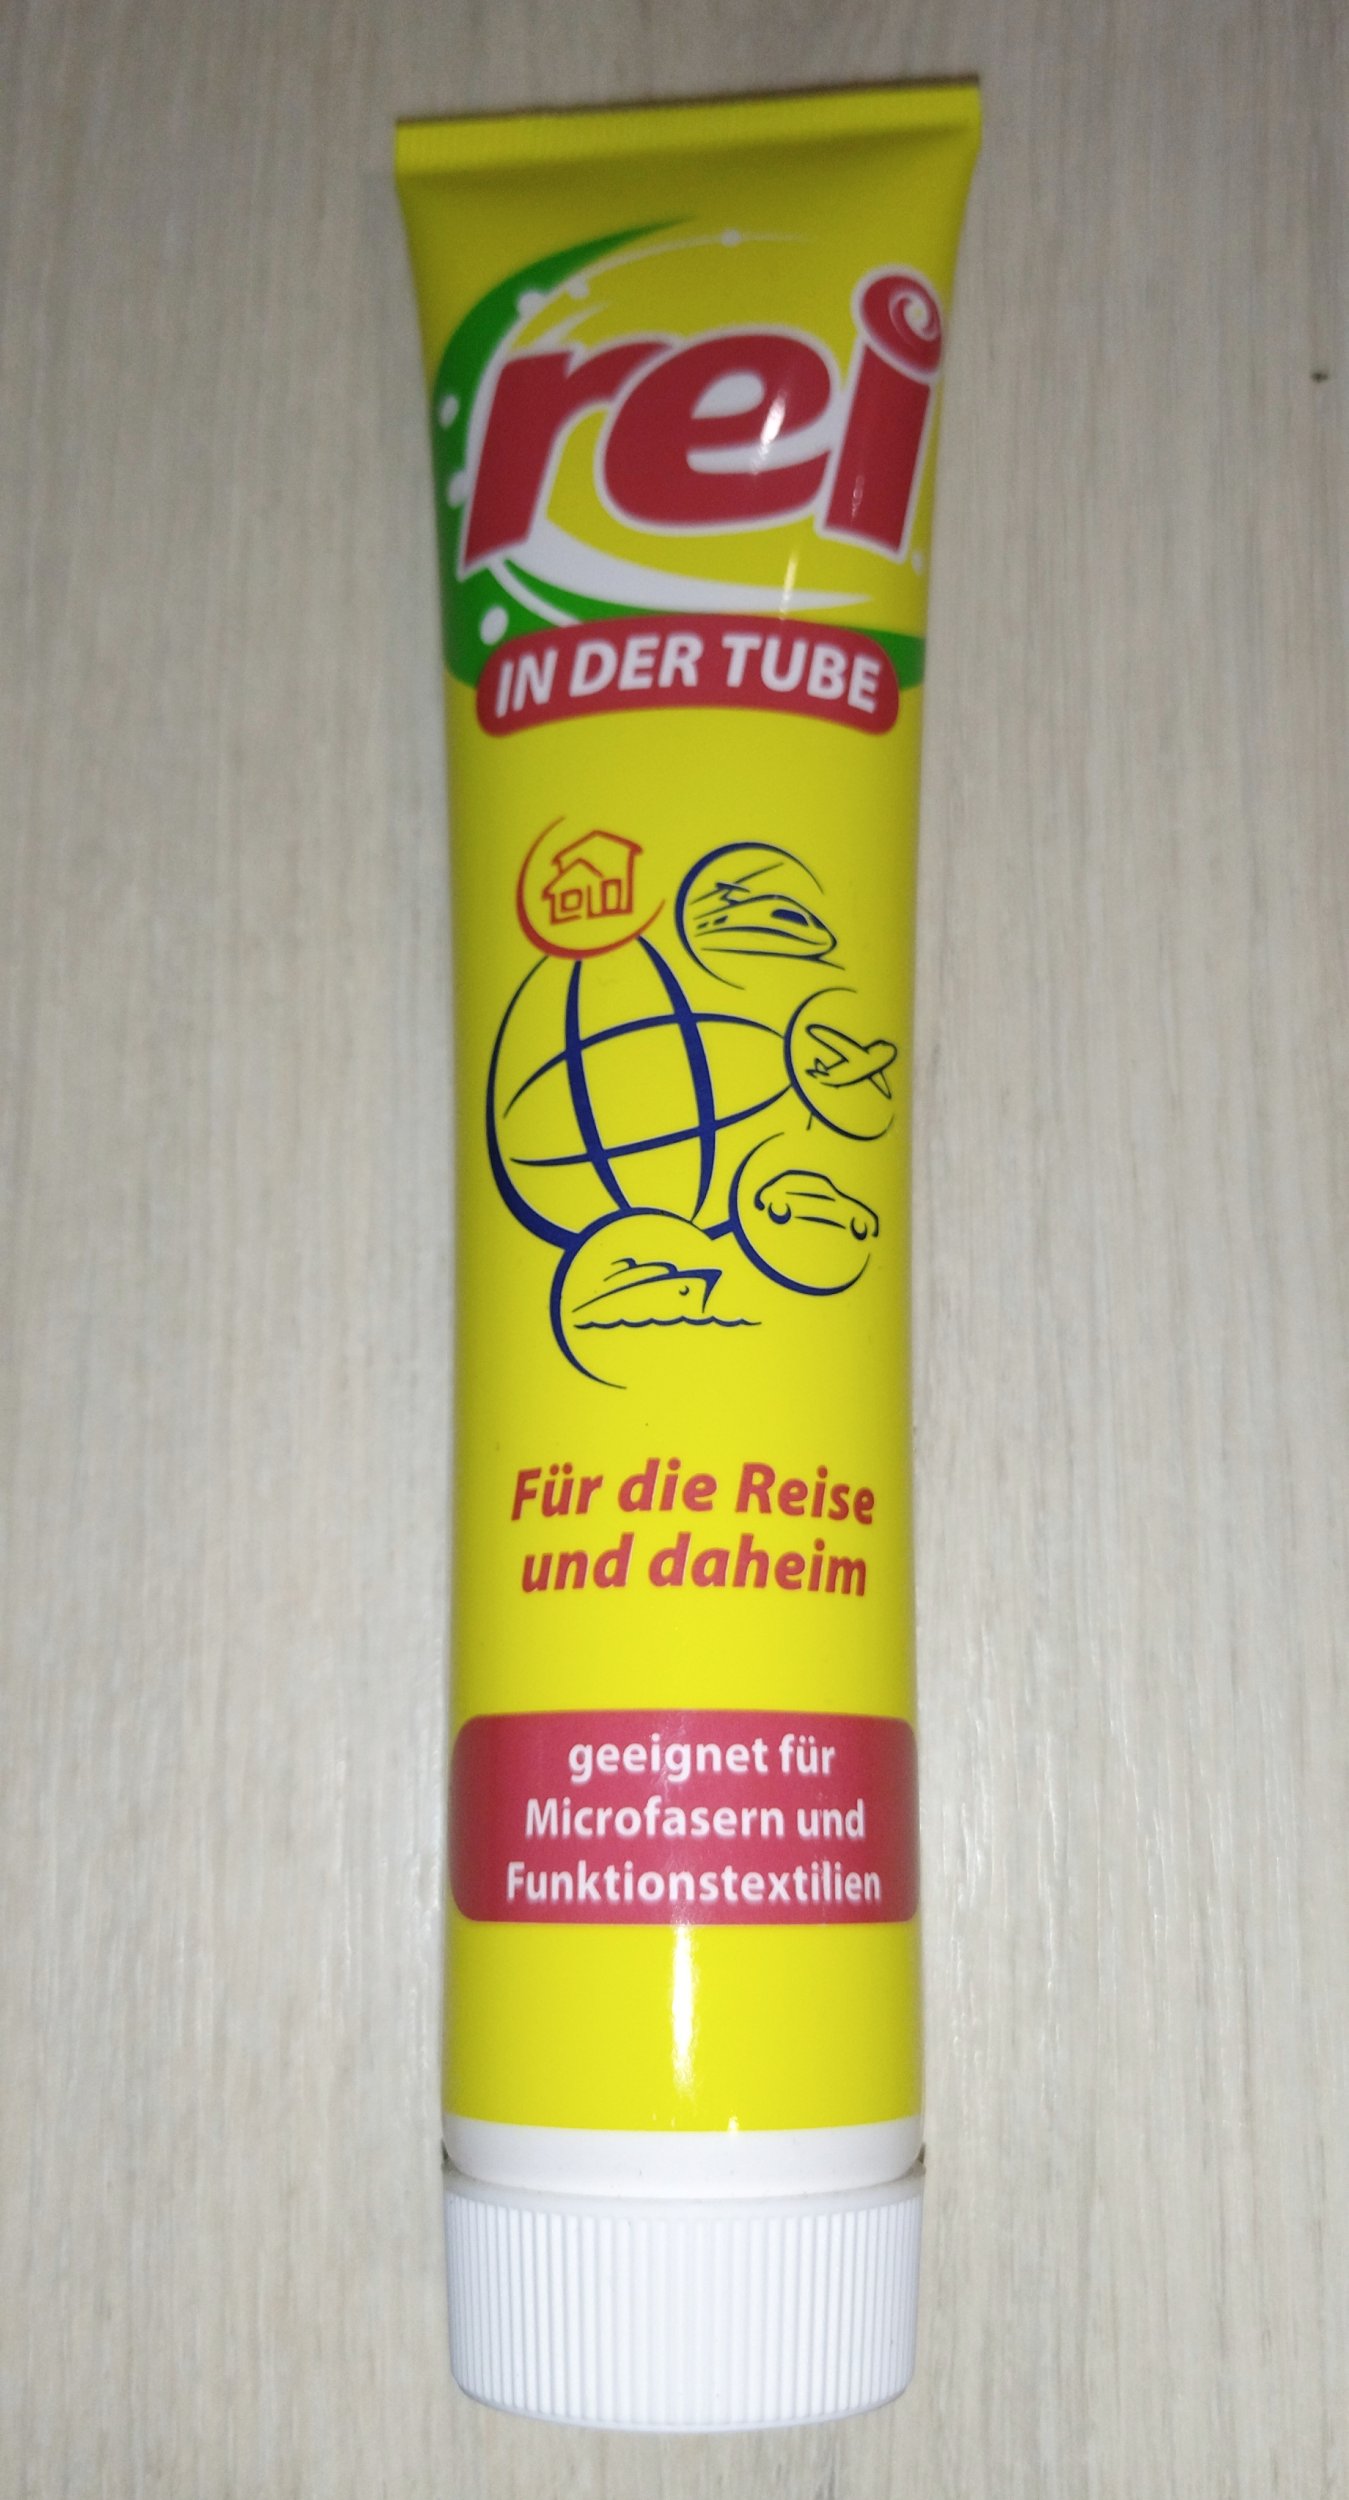 rei
IN DER TUBE
Für die Reise
und daheim
geeignet für
Microfasern und
Funktionstextilien